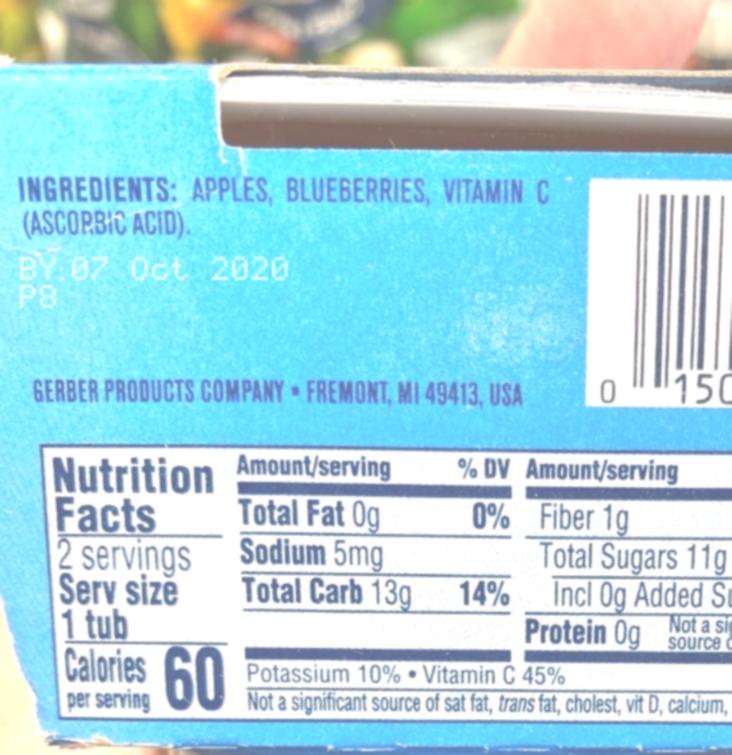 INGREDIENTS: APPLES, BLUEBERRIES, VITAMIN C
(ASCORBIC ACID).
BY:07 Oct 2020
P8
GERBER PRODUCTS COMPANY • FREMONT, MI 49413, USA
0 150
Nutrition
Facts
2 servings
Serv size
1 tub
Calories 60
per serving
Amount/serving % DV
Total Fat 0g 0%
Sodium 5mg
Total Carb 13g 14%
Amount/serving
Fiber 1g
Total Sugars 11g
Incl 0g Added
Protein 0g Not a
source
Potassium 10% • Vitamin C 45%
Not a significant source of sat fat, trans fat, cholest, vit D, calcium,